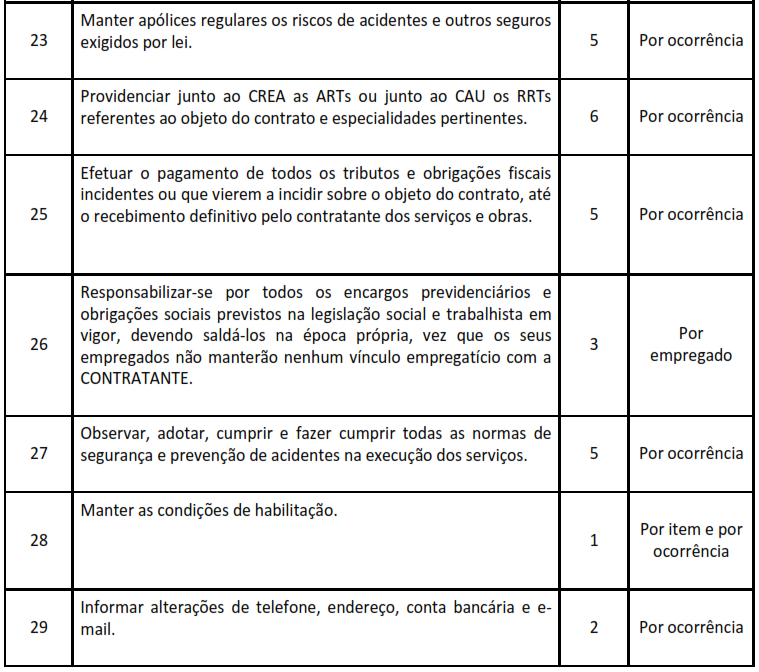 23
Manter apólices regulares os riscos de acidentes e outros seguros
exigidos por lei.
5
Por ocorrência
24
Providenciar junto ao CREA as ARTs ou junto ao CAU os RRTs
referentes ao objeto do contrato e especialidades pertinentes.
6
Por ocorrência
25
Efetuar o pagamento de todos os tributos e obrigações fiscais
incidentes ou que vierem a incidir sobre o objeto do contrato, até
o recebimento definitivo pelo contratante dos serviços e obras.
5
Por ocorrência
26
Responsabilizar-se por todos os encargos previdenciários e
obrigações sociais previstos na legislação social e trabalhista em
vigor, devendo saldá-los na época própria, vez que os seus
empregados não manterão nenhum vínculo empregatício com a
CONTRATANTE.
3
Por
empregado
27
Observar, adotar, cumprir e fazer cumprir todas as normas de
segurança e prevenção de acidentes na execução dos serviços.
5
Por ocorrência
28
Manter as condições de habilitação.
1
Por item e por
ocorrência
29
Informar alterações de telefone, endereço, conta bancária e e-
mail.
2
Por ocorrência